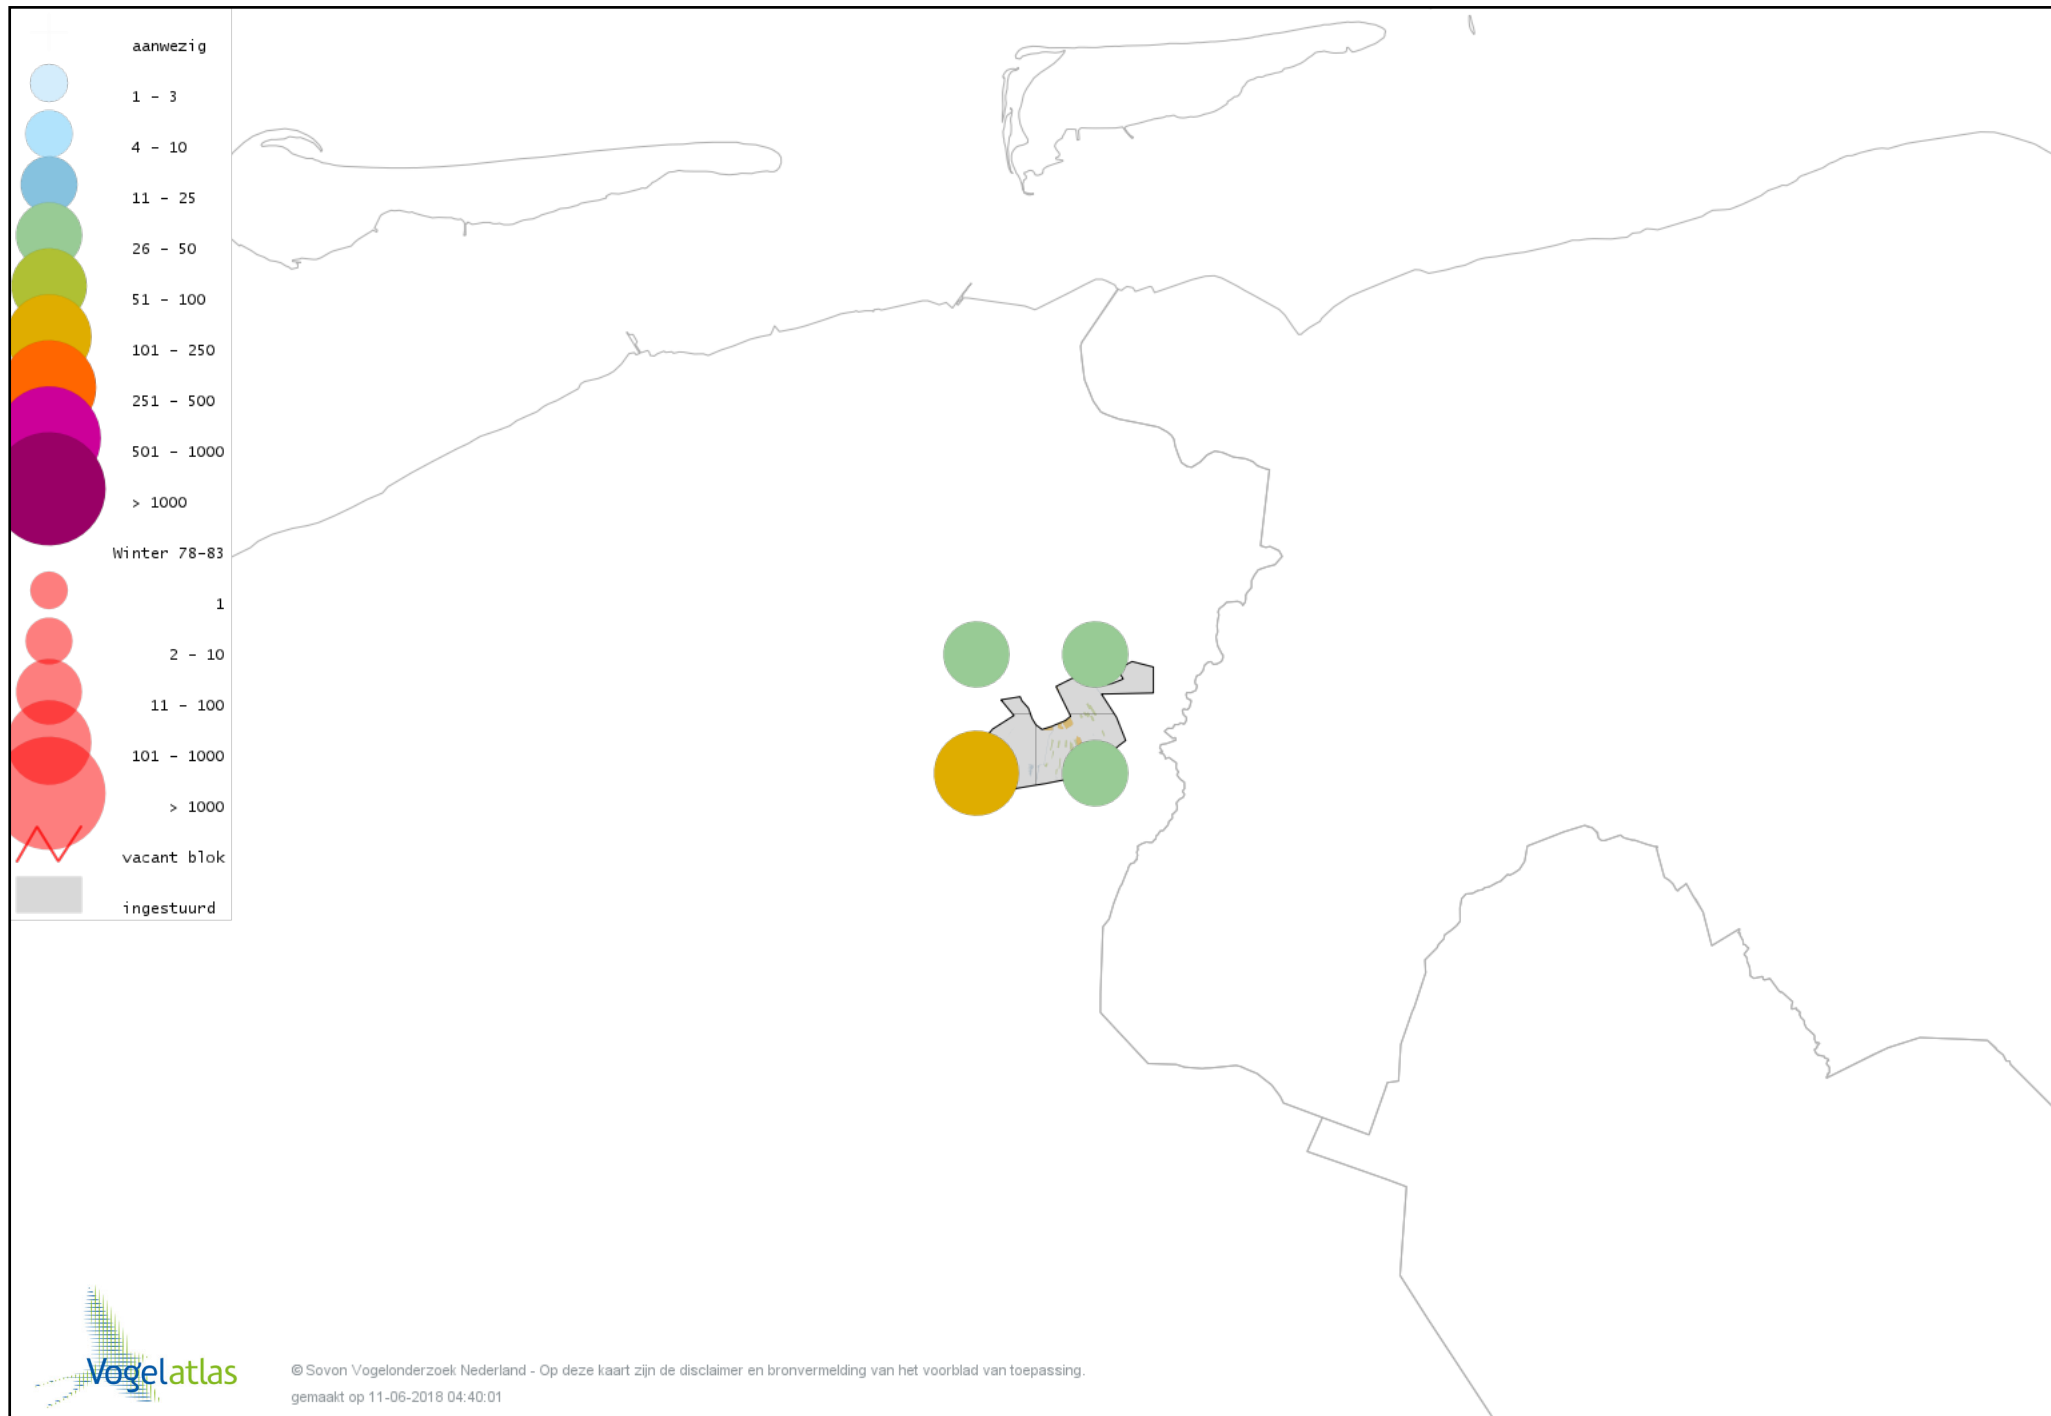 aanwezig
1 - 3
4 - 10
11 - 25
26 - 50
51 - 100
101 - 250
251 - 500
501 - 1000
> 1000
Winter 78-83
1
2 - 10
11 - 100
101 - 1000
> 1000
vacant blok
ingestuurd
Vogelatlas
© Sovon Vogelonderzoek Nederland - Op deze kaart zijn de disclaimer en bronvermelding van het voorblad van toepassing.
gemaakt op 11-06-2018 04:40:01